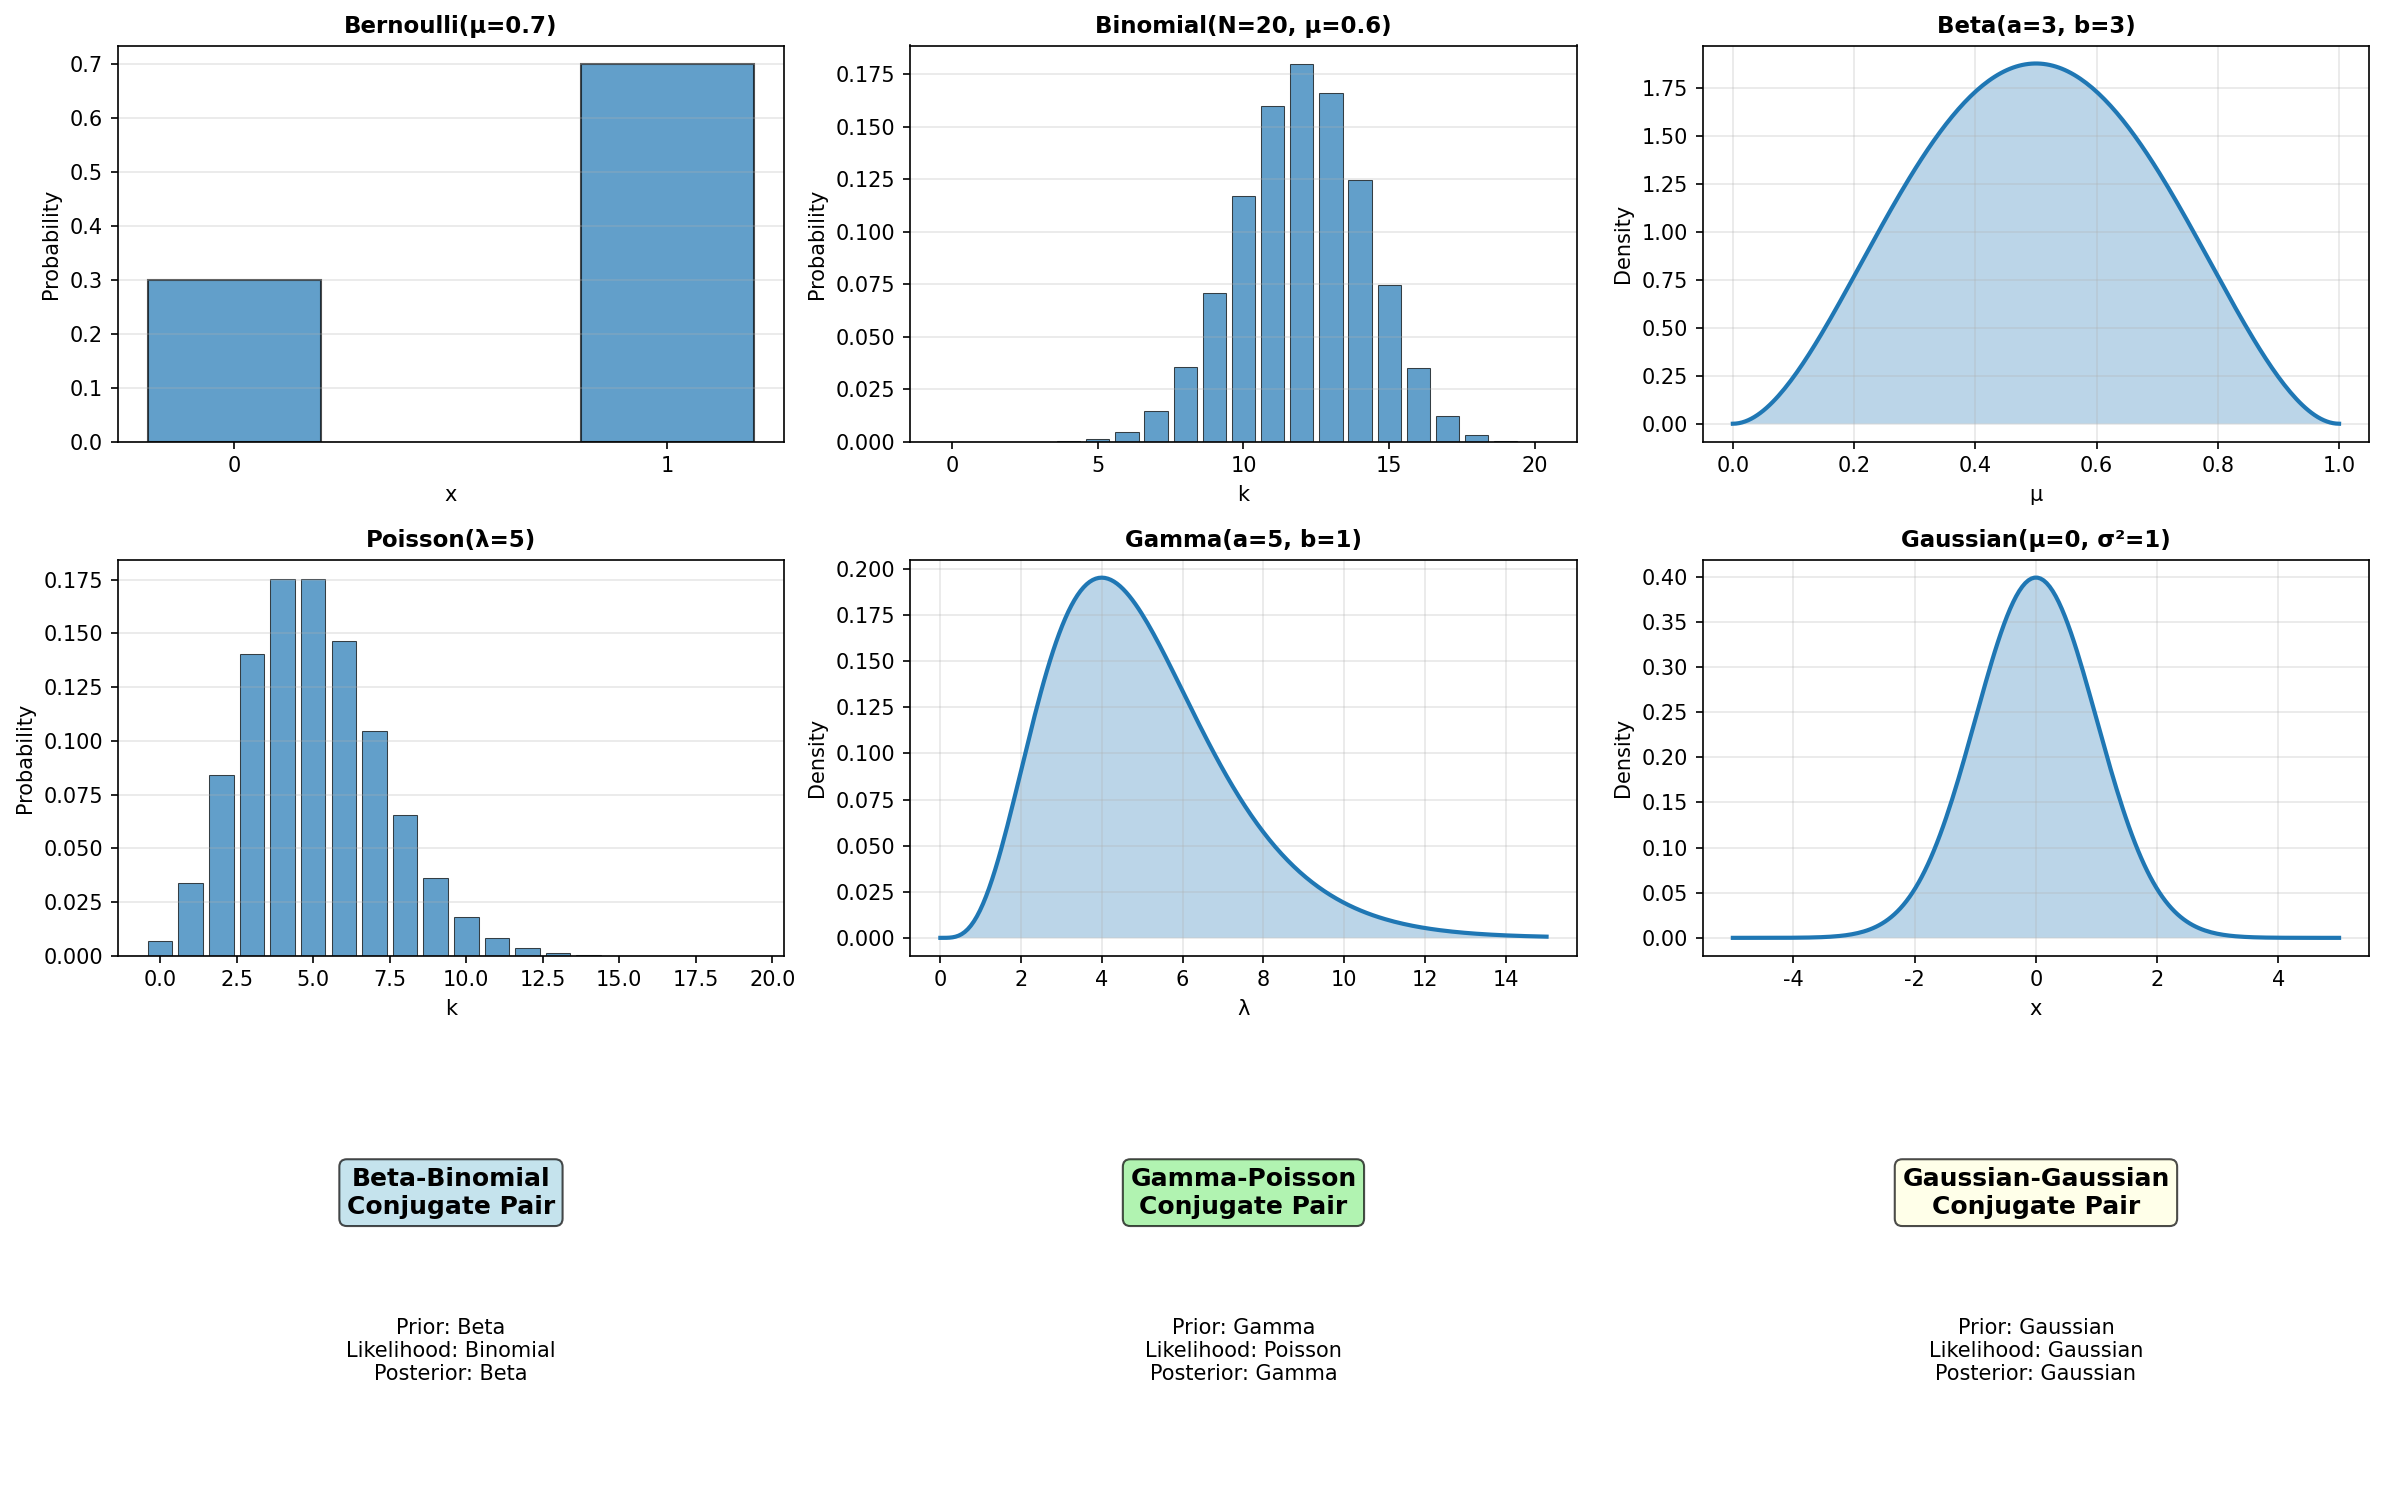 Bernoulli(μ=0.7)
Probability
0.7
0.6
0.5
0.4
0.3
0.2
0.1
0.0
0 1
x
Binomial(N=20, μ=0.6)
Probability
0.175
0.150
0.125
0.100
0.075
0.050
0.025
0.000
0 5 10 15 20
k
Beta(a=3, b=3)
Density
1.75
1.50
1.25
1.00
0.75
0.50
0.25
0.00
0.0 0.2 0.4 0.6 0.8 1.0
μ
Poisson(λ=5)
Probability
0.175
0.150
0.125
0.100
0.075
0.050
0.025
0.000
0.0 2.5 5.0 7.5 10.0 12.5 15.0 17.5 20.0
k
Gamma(a=5, b=1)
Density
0.200
0.175
0.150
0.125
0.100
0.075
0.050
0.025
0.000
0 2 4 6 8 10 12 14
λ
Gaussian(μ=0, σ²=1)
Density
0.40
0.35
0.30
0.25
0.20
0.15
0.10
0.05
0.00
-4 -2 0 2 4
x
Beta-Binomial
Conjugate Pair
Prior: Beta
Likelihood: Binomial
Posterior: Beta
Gamma-Poisson
Conjugate Pair
Prior: Gamma
Likelihood: Poisson
Posterior: Gamma
Gaussian-Gaussian
Conjugate Pair
Prior: Gaussian
Likelihood: Gaussian
Posterior: Gaussian